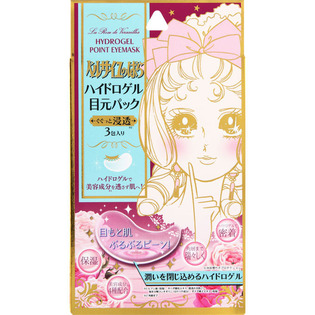 La Rose de Versailles
HYDROGEL
POINT EYEMASK
ベルサイユのばら
ハイドロゲル
目元パック
ぐぐっと浸透
3包入り
ハイドロゲルで
美容成分を透さず肌へ!
目もと肌
ぷるぷるピーン!
密着
保湿
潤いを閉じ込めるハイドロゲル